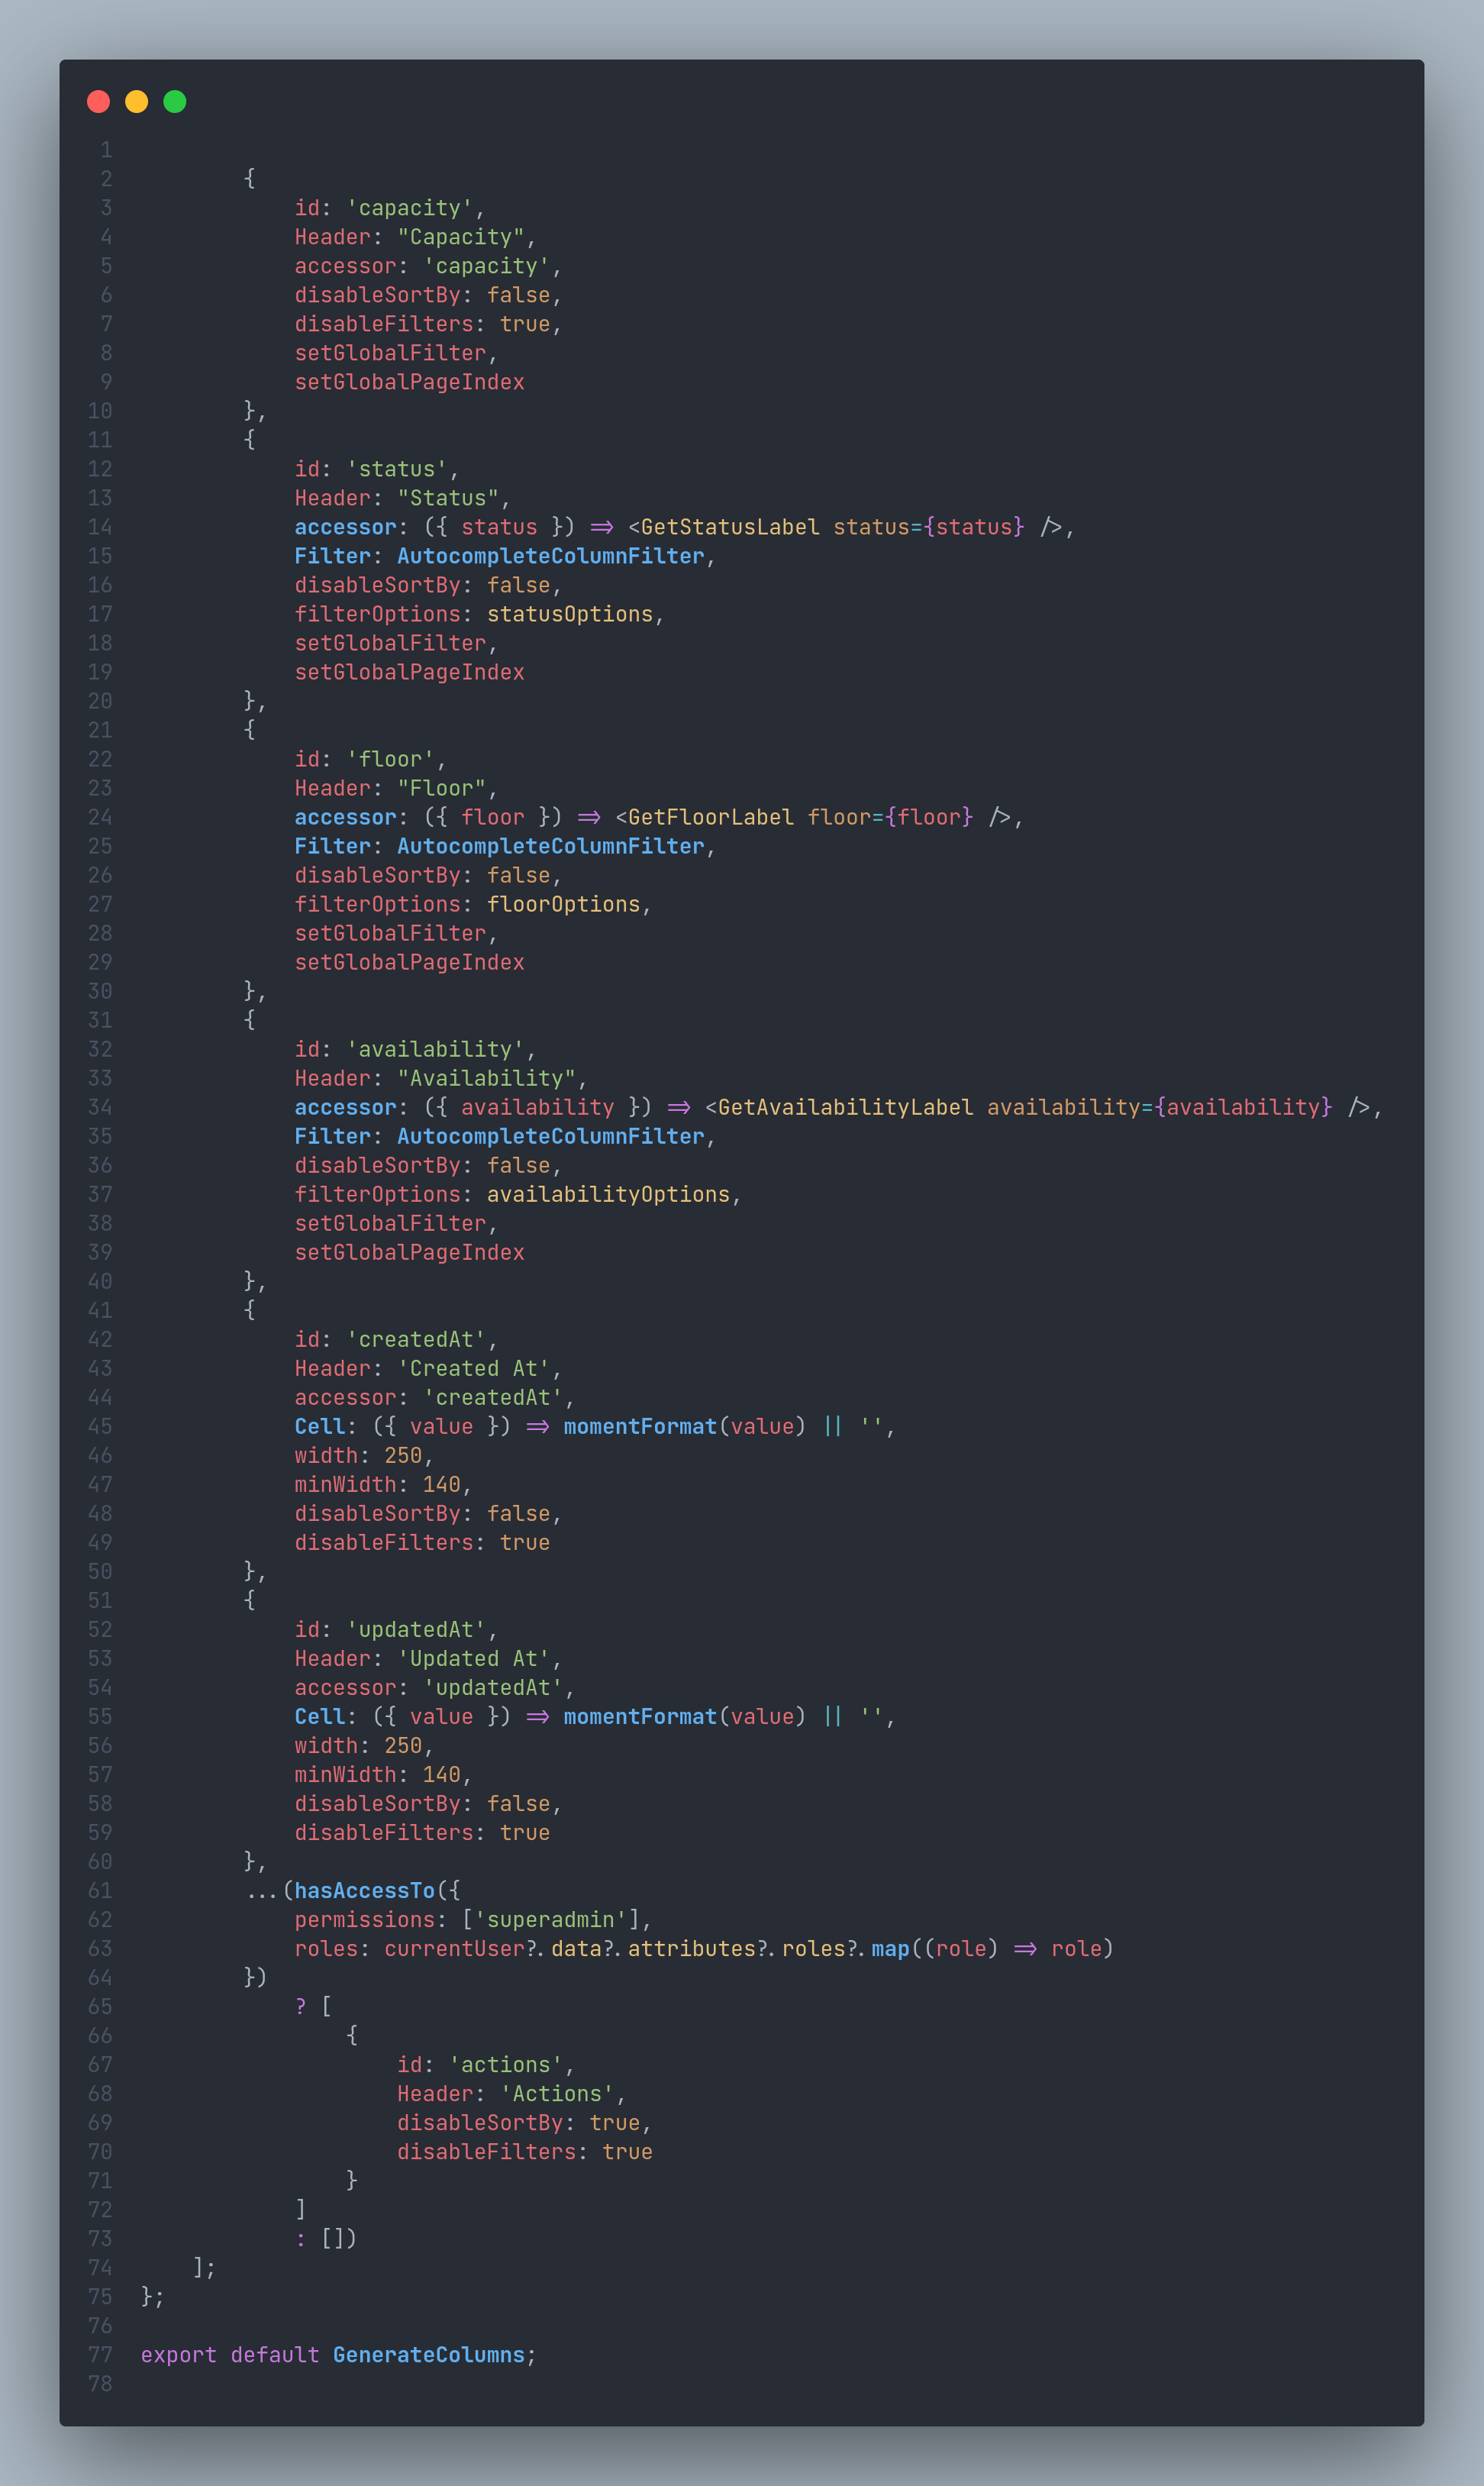 1
2         {
3             id: 'capacity',
4             Header: "Capacity",
5             accessor: 'capacity',
6             disableSortBy: false,
7             disableFilters: true,
8             setGlobalFilter,
9             setGlobalPageIndex
10         },
11         {
12             id: 'status',
13             Header: "Status",
14             accessor: ({ status }) => <GetStatusLabel status={status} />,
15             Filter: AutocompleteColumnFilter,
16             disableSortBy: false,
17             filterOptions: statusOptions,
18             setGlobalFilter,
19             setGlobalPageIndex
20         },
21         {
22             id: 'floor',
23             Header: "Floor",
24             accessor: ({ floor }) => <GetFloorLabel floor={floor} />,
25             Filter: AutocompleteColumnFilter,
26             disableSortBy: false,
27             filterOptions: floorOptions,
28             setGlobalFilter,
29             setGlobalPageIndex
30         },
31         {
32             id: 'availability',
33             Header: "Availability",
34             accessor: ({ availability }) => <GetAvailabilityLabel availability={availability} />,
35             Filter: AutocompleteColumnFilter,
36             disableSortBy: false,
37             filterOptions: availabilityOptions,
38             setGlobalFilter,
39             setGlobalPageIndex
40         },
41         {
42             id: 'createdAt',
43             Header: 'Created At',
44             accessor: 'createdAt',
45             Cell: ({ value }) => momentFormat(value) || '',
46             width: 250,
47             minWidth: 140,
48             disableSortBy: false,
49             disableFilters: true
50         },
51         {
52             id: 'updatedAt',
53             Header: 'Updated At',
54             accessor: 'updatedAt',
55             Cell: ({ value }) => momentFormat(value) || '',
56             width: 250,
57             minWidth: 140,
58             disableSortBy: false,
59             disableFilters: true
60         },
61         ...(hasAccessTo({
62             permissions: ['superadmin'],
63             roles: currentUser?.data?.attributes?.roles?.map((role) => role)
64         })
65             ? [
66                 {
67                     id: 'actions',
68                     Header: 'Actions',
69                     disableSortBy: true,
70                     disableFilters: true
71                 }
72             ]
73             : [])
74     ];
75 };
76
77 export default GenerateColumns;
78